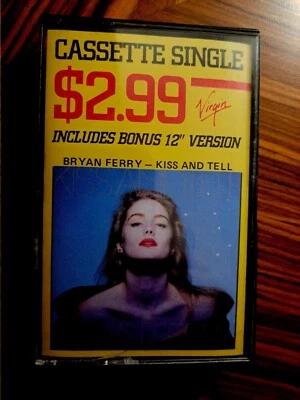 CASSETTE SINGLE
$2.99
Virgin
INCLUDES BONUS 12" VERSION
BRYAN FERRY – KISS AND TELL